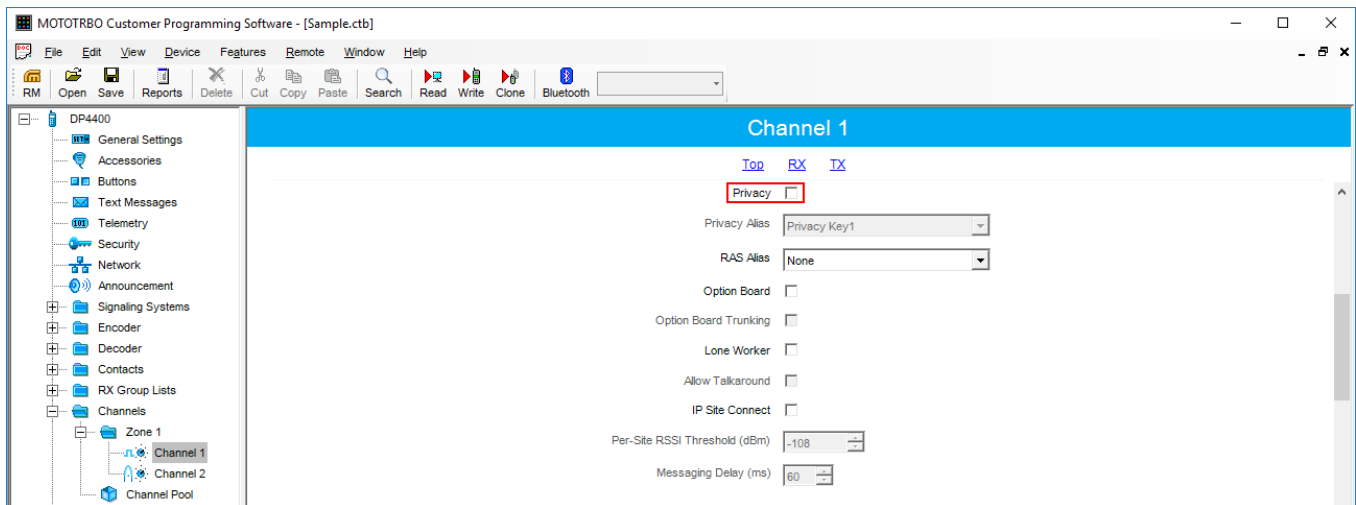 MOTOTRBO Customer Programming Software - [Sample.ctb]
File Edit View Device Features Remote Window Help
RM Open Save Reports Delete Cut Copy Paste Search Read Write Clone Bluetooth
DP4400
General Settings
Accessories
Buttons
Text Messages
Telemetry
Security
Network
Announcement
Signaling Systems
Encoder
Decoder
Contacts
RX Group Lists
Channels
Zone 1
Channel 1
Channel 2
Channel Pool
Channel 1
Top RX TX
Privacy
Privacy Alias Privacy Key1
RAS Alias None
Option Board
Option Board Trunking
Lone Worker
Allow Talkaround
IP Site Connect
Per-Site RSSI Threshold (dBm) -108
Messaging Delay (ms) 60